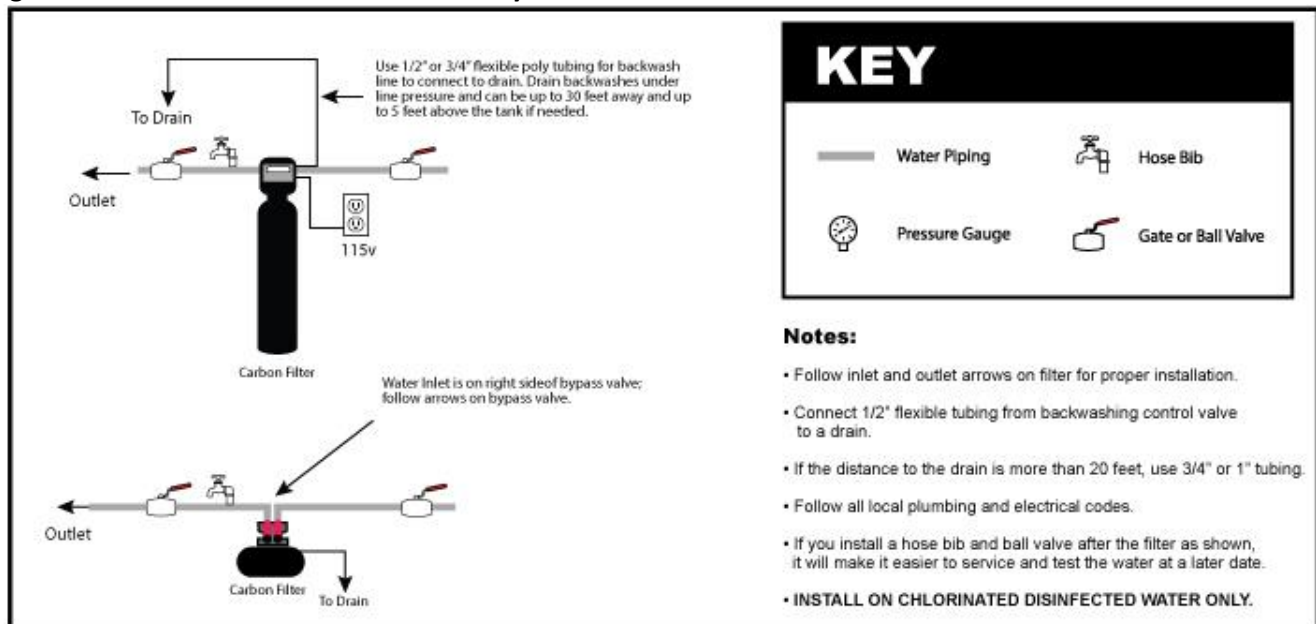 Use 1/2" or 3/4" flexible poly tubing for backwash
line to connect to drain. Drain backwashes under
line pressure and can be up to 30 feet away and up
to 5 feet above the tank if needed.
To Drain
Outlet
115v
Carbon Filter
Water Inlet is on right sideof bypass valve;
follow arrows on bypass valve.
Outlet
Carbon Filter
To Drain
KEY
Water Piping
Hose Bib
Pressure Gauge
Gate or Ball Valve
Notes:
• Follow inlet and outlet arrows on filter for proper installation.
• Connect 1/2" flexible tubing from backwashing control valve
to a drain.
• If the distance to the drain is more than 20 feet, use 3/4" or 1" tubing.
• Follow all local plumbing and electrical codes.
• If you install a hose bib and ball valve after the filter as shown,
it will make it easier to service and test the water at a later date.
• INSTALL ON CHLORINATED DISINFECTED WATER ONLY.